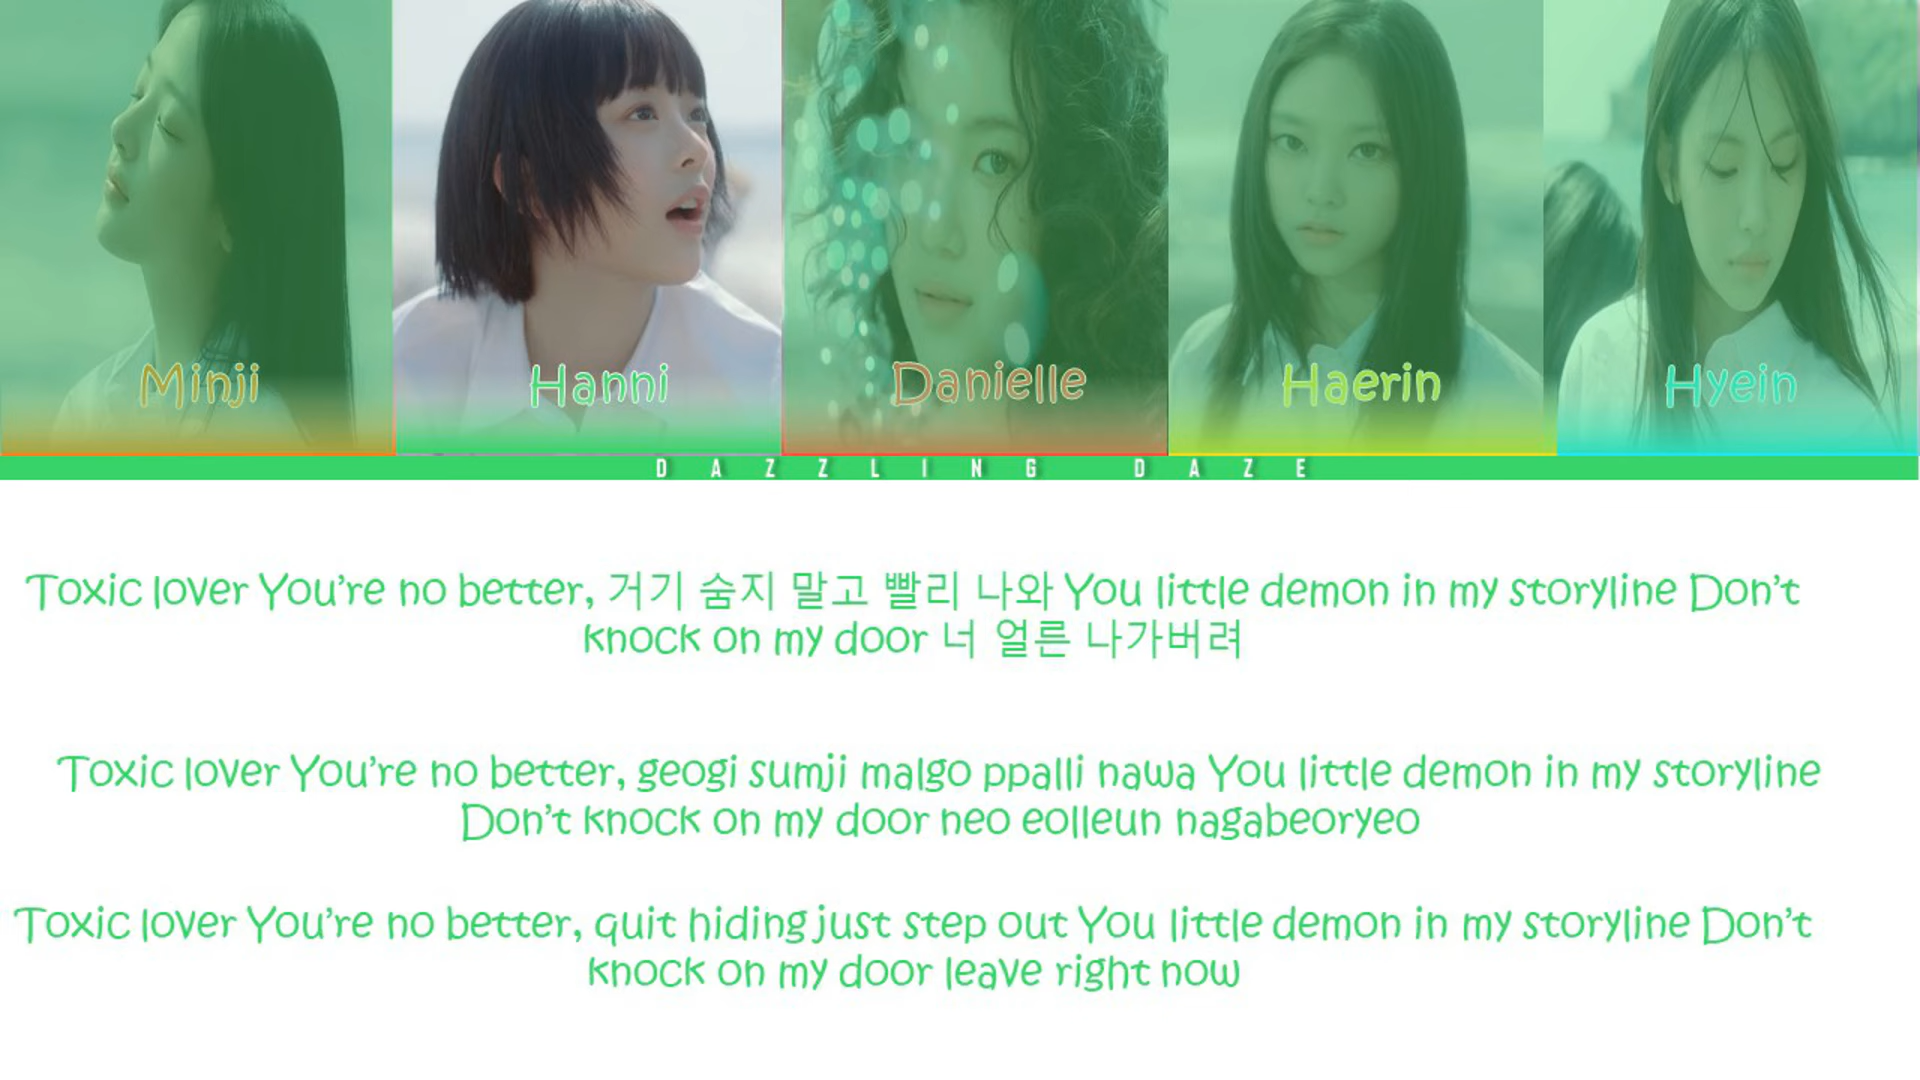 Minji
Hanni
Danielle
Haerin
Hyein
DAZZLING DAZE
Toxic lover You're no better, 거기 숨지 말고 빨리 나와 You little demon in my storyline Don't
knock on my door 너 얼른 나가버려
Toxic lover You're no better, geogi sumji malgo ppalli nawa You little demon in my storyline
Don't knock on my door neo eolleun nagabeoryeo
Toxic lover You're no better, quit hiding just step out You little demon in my storyline Don't
knock on my door leave right now